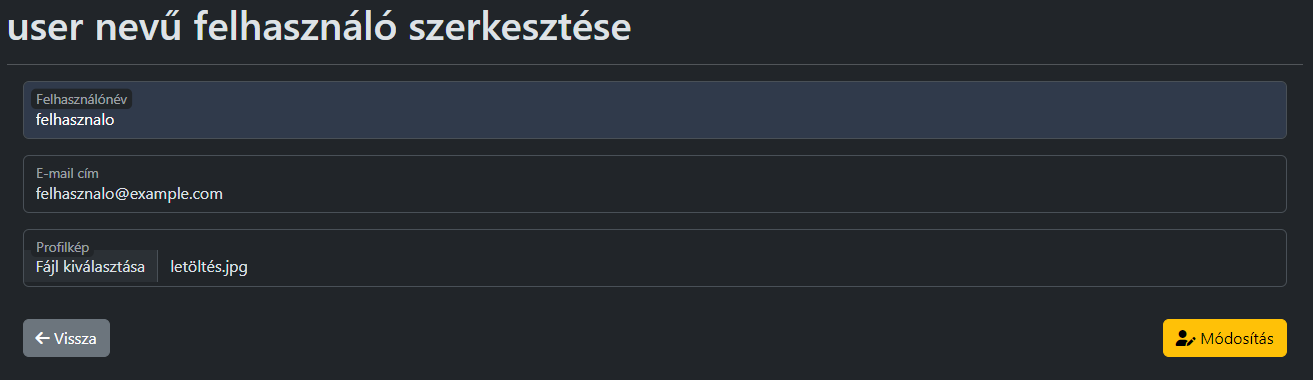 user nevű felhasználó szerkesztése
Felhasználónév
felhasznalo
E-mail cím
felhasznalo@example.com
Profilkép
Fájl kiválasztása letöltés.jpg
Vissza
Módosítás